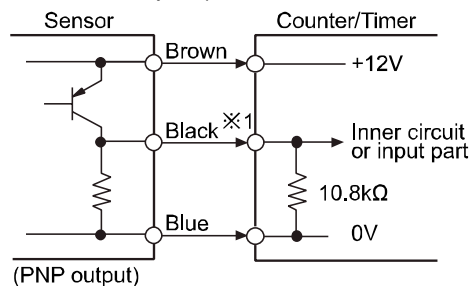 Sensor
Counter/Timer
Brown
+12V
Black ※1
Inner circuit
or input part
10.8kΩ
Blue
0V
(PNP output)